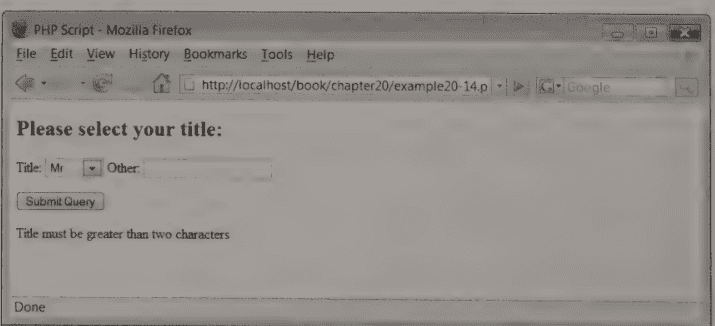 PHP Script - Mozilla Firefox
File Edit View History Bookmarks Tools Help
http://localhost/book/chapter20/example20-14.p Google
Please select your title:
Title: Mr Other:
Submit Query
Title must be greater than two characters
Done